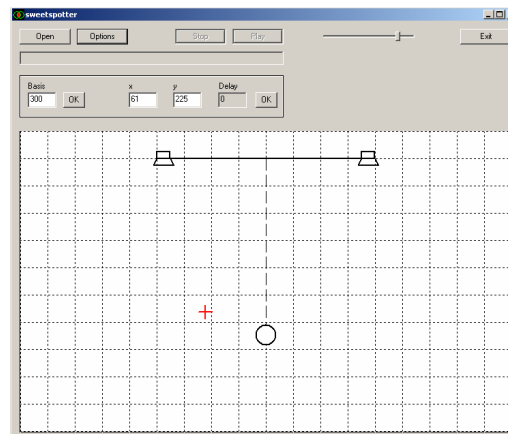 sweetspotter
Open Options Stop Play Exit
Basis x y Delay
300 OK 61 225 0 OK